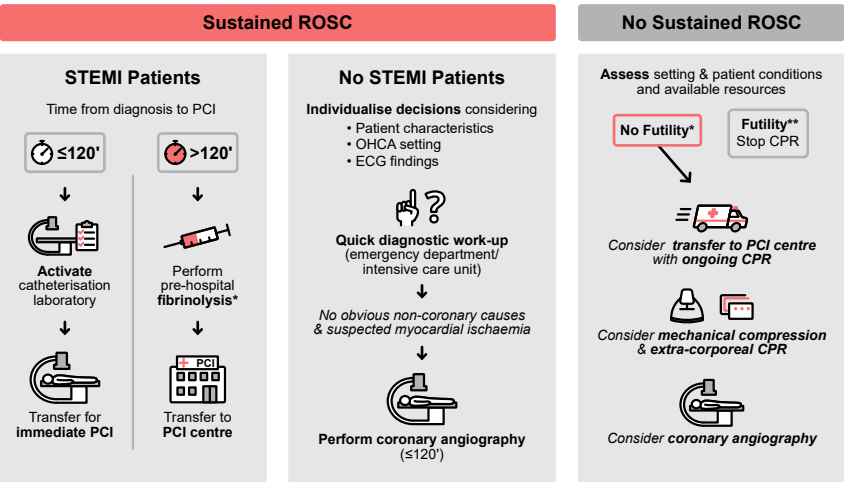 Sustained ROSC
No Sustained ROSC
STEMI Patients
Time from diagnosis to PCI
≤120'
>120'
Activate
catheterisation
laboratory
Perform
pre-hospital
fibrinolysis*
PCI
Transfer for
immediate PCI
Transfer to
PCI centre
No STEMI Patients
Individualise decisions considering
• Patient characteristics
• OHCA setting
• ECG findings
?
Quick diagnostic work-up
(emergency department/
intensive care unit)
No obvious non-coronary causes
& suspected myocardial ischaemia
Perform coronary angiography
(≤120')
Assess setting & patient conditions
and available resources
No Futility*
Futility**
Stop CPR
Consider transfer to PCI centre
with ongoing CPR
Consider mechanical compression
& extra-corporeal CPR
Consider coronary angiography